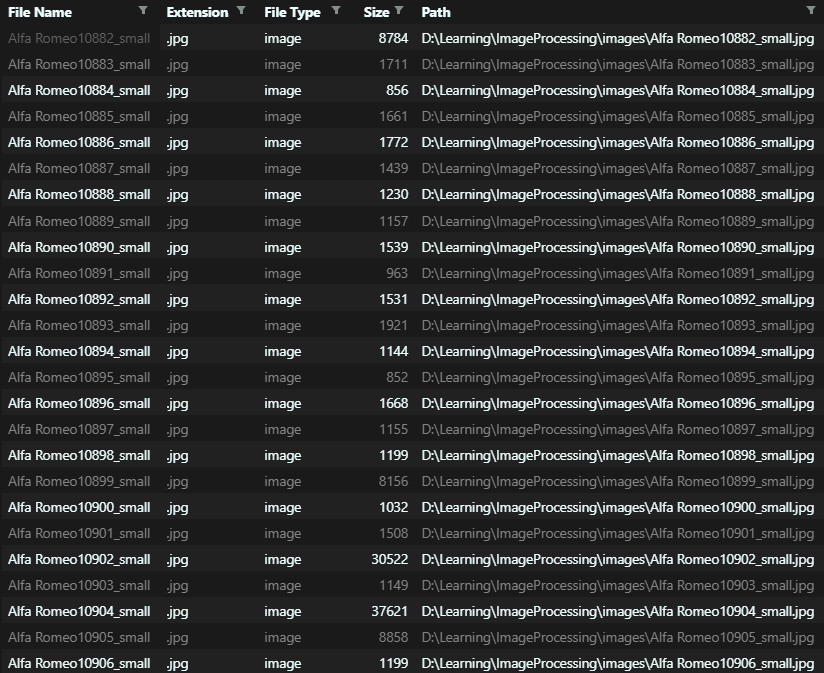 File Name Extension File Type Size Path
Alfa Romeo10882_small .jpg image 8784 D:\Learning\ImageProcessing\images\Alfa Romeo10882_small.jpg
Alfa Romeo10883_small .jpg image 1711 D:\Learning\ImageProcessing\images\Alfa Romeo10883_small.jpg
Alfa Romeo10884_small .jpg image 856 D:\Learning\ImageProcessing\images\Alfa Romeo10884_small.jpg
Alfa Romeo10885_small .jpg image 1661 D:\Learning\ImageProcessing\images\Alfa Romeo10885_small.jpg
Alfa Romeo10886_small .jpg image 1772 D:\Learning\ImageProcessing\images\Alfa Romeo10886_small.jpg
Alfa Romeo10887_small .jpg image 1439 D:\Learning\ImageProcessing\images\Alfa Romeo10887_small.jpg
Alfa Romeo10888_small .jpg image 1230 D:\Learning\ImageProcessing\images\Alfa Romeo10888_small.jpg
Alfa Romeo10889_small .jpg image 1157 D:\Learning\ImageProcessing\images\Alfa Romeo10889_small.jpg
Alfa Romeo10890_small .jpg image 1539 D:\Learning\ImageProcessing\images\Alfa Romeo10890_small.jpg
Alfa Romeo10891_small .jpg image 963 D:\Learning\ImageProcessing\images\Alfa Romeo10891_small.jpg
Alfa Romeo10892_small .jpg image 1531 D:\Learning\ImageProcessing\images\Alfa Romeo10892_small.jpg
Alfa Romeo10893_small .jpg image 1921 D:\Learning\ImageProcessing\images\Alfa Romeo10893_small.jpg
Alfa Romeo10894_small .jpg image 1144 D:\Learning\ImageProcessing\images\Alfa Romeo10894_small.jpg
Alfa Romeo10895_small .jpg image 852 D:\Learning\ImageProcessing\images\Alfa Romeo10895_small.jpg
Alfa Romeo10896_small .jpg image 1668 D:\Learning\ImageProcessing\images\Alfa Romeo10896_small.jpg
Alfa Romeo10897_small .jpg image 1155 D:\Learning\ImageProcessing\images\Alfa Romeo10897_small.jpg
Alfa Romeo10898_small .jpg image 1199 D:\Learning\ImageProcessing\images\Alfa Romeo10898_small.jpg
Alfa Romeo10899_small .jpg image 8156 D:\Learning\ImageProcessing\images\Alfa Romeo10899_small.jpg
Alfa Romeo10900_small .jpg image 1032 D:\Learning\ImageProcessing\images\Alfa Romeo10900_small.jpg
Alfa Romeo10901_small .jpg image 1508 D:\Learning\ImageProcessing\images\Alfa Romeo10901_small.jpg
Alfa Romeo10902_small .jpg image 30522 D:\Learning\ImageProcessing\images\Alfa Romeo10902_small.jpg
Alfa Romeo10903_small .jpg image 1149 D:\Learning\ImageProcessing\images\Alfa Romeo10903_small.jpg
Alfa Romeo10904_small .jpg image 37621 D:\Learning\ImageProcessing\images\Alfa Romeo10904_small.jpg
Alfa Romeo10905_small .jpg image 8858 D:\Learning\ImageProcessing\images\Alfa Romeo10905_small.jpg
Alfa Romeo10906_small .jpg image 1199 D:\Learning\ImageProcessing\images\Alfa Romeo10906_small.jpg